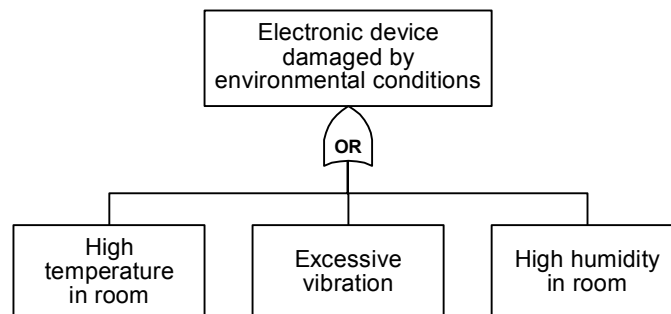 Electronic device
damaged by
environmental conditions
OR
High
temperature
in room
Excessive
vibration
High humidity
in room